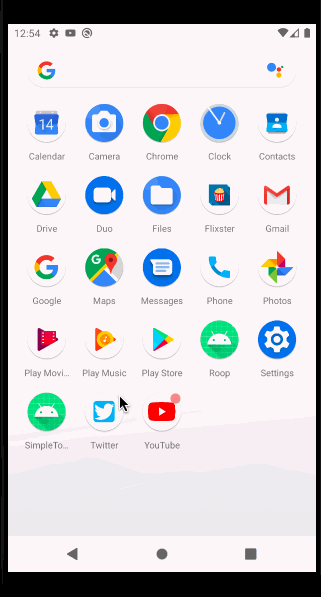 12:54
14
Calendar Camera Chrome Clock Contacts
Drive Duo Files Flixster Gmail
Google Maps Messages Phone Photos
Play Movi... Play Music Play Store Roop Settings
SimpleTo... Twitter YouTube